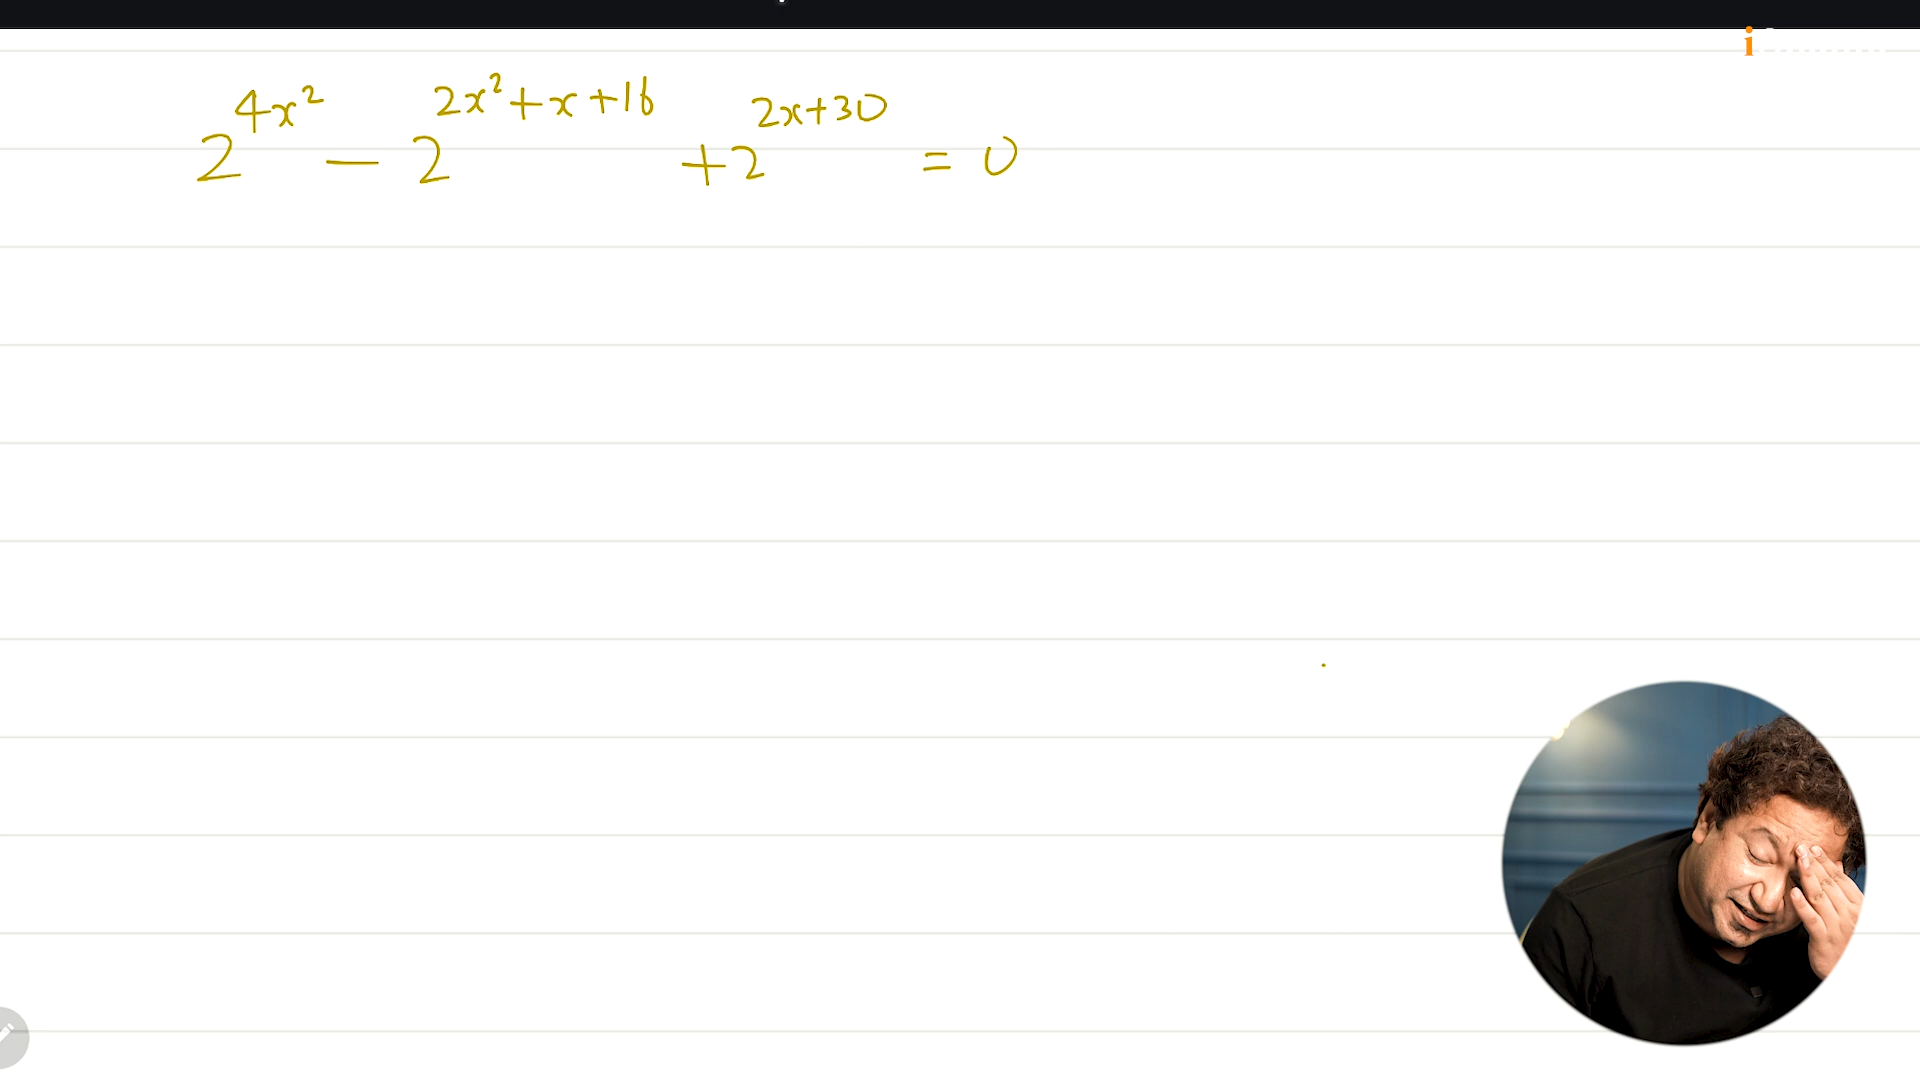 i
2^{4x^2} - 2^{2x^2+x+16} + 2^{2x+30} = 0